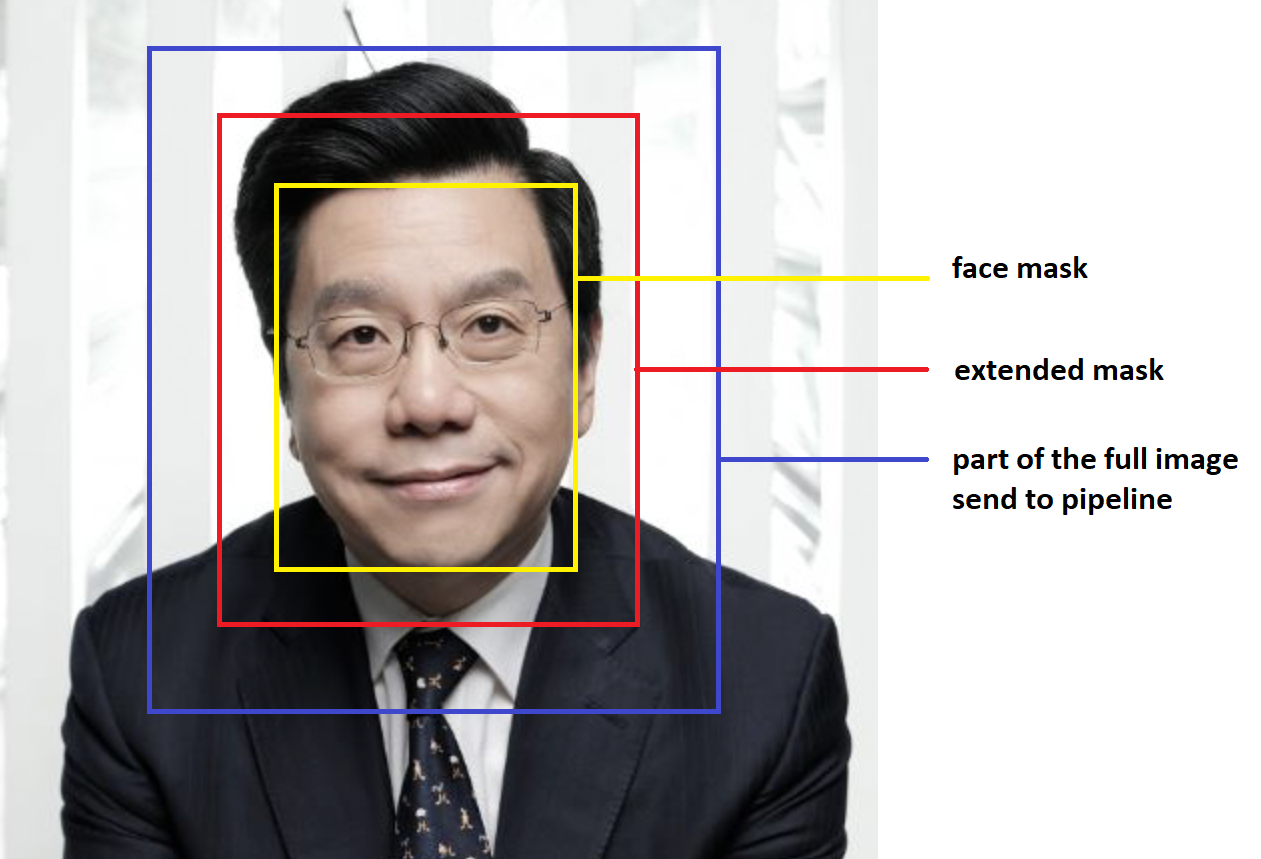 face mask
extended mask
part of the full image
send to pipeline